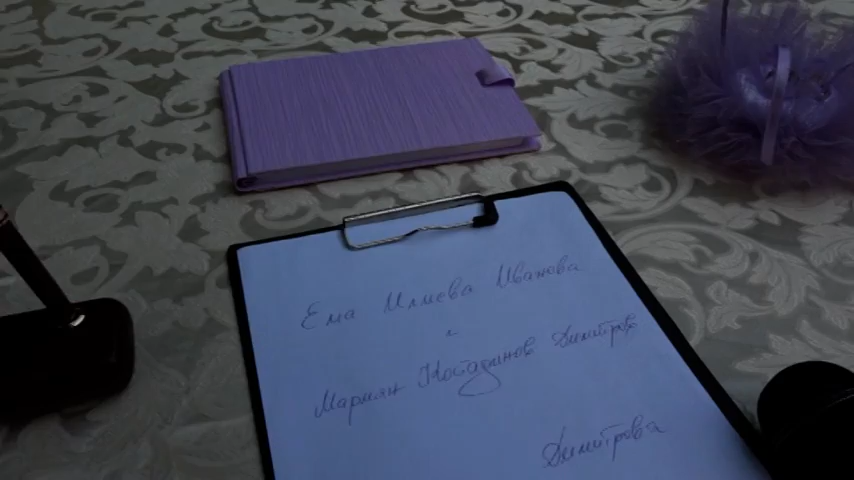 Ема Илиева Иванова
и
Мариян Костадинов Димитров
Димитрова